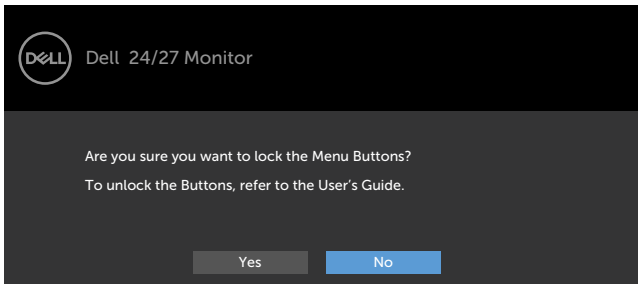 DELL
Dell 24/27 Monitor
Are you sure you want to lock the Menu Buttons?
To unlock the Buttons, refer to the User's Guide.
Yes No